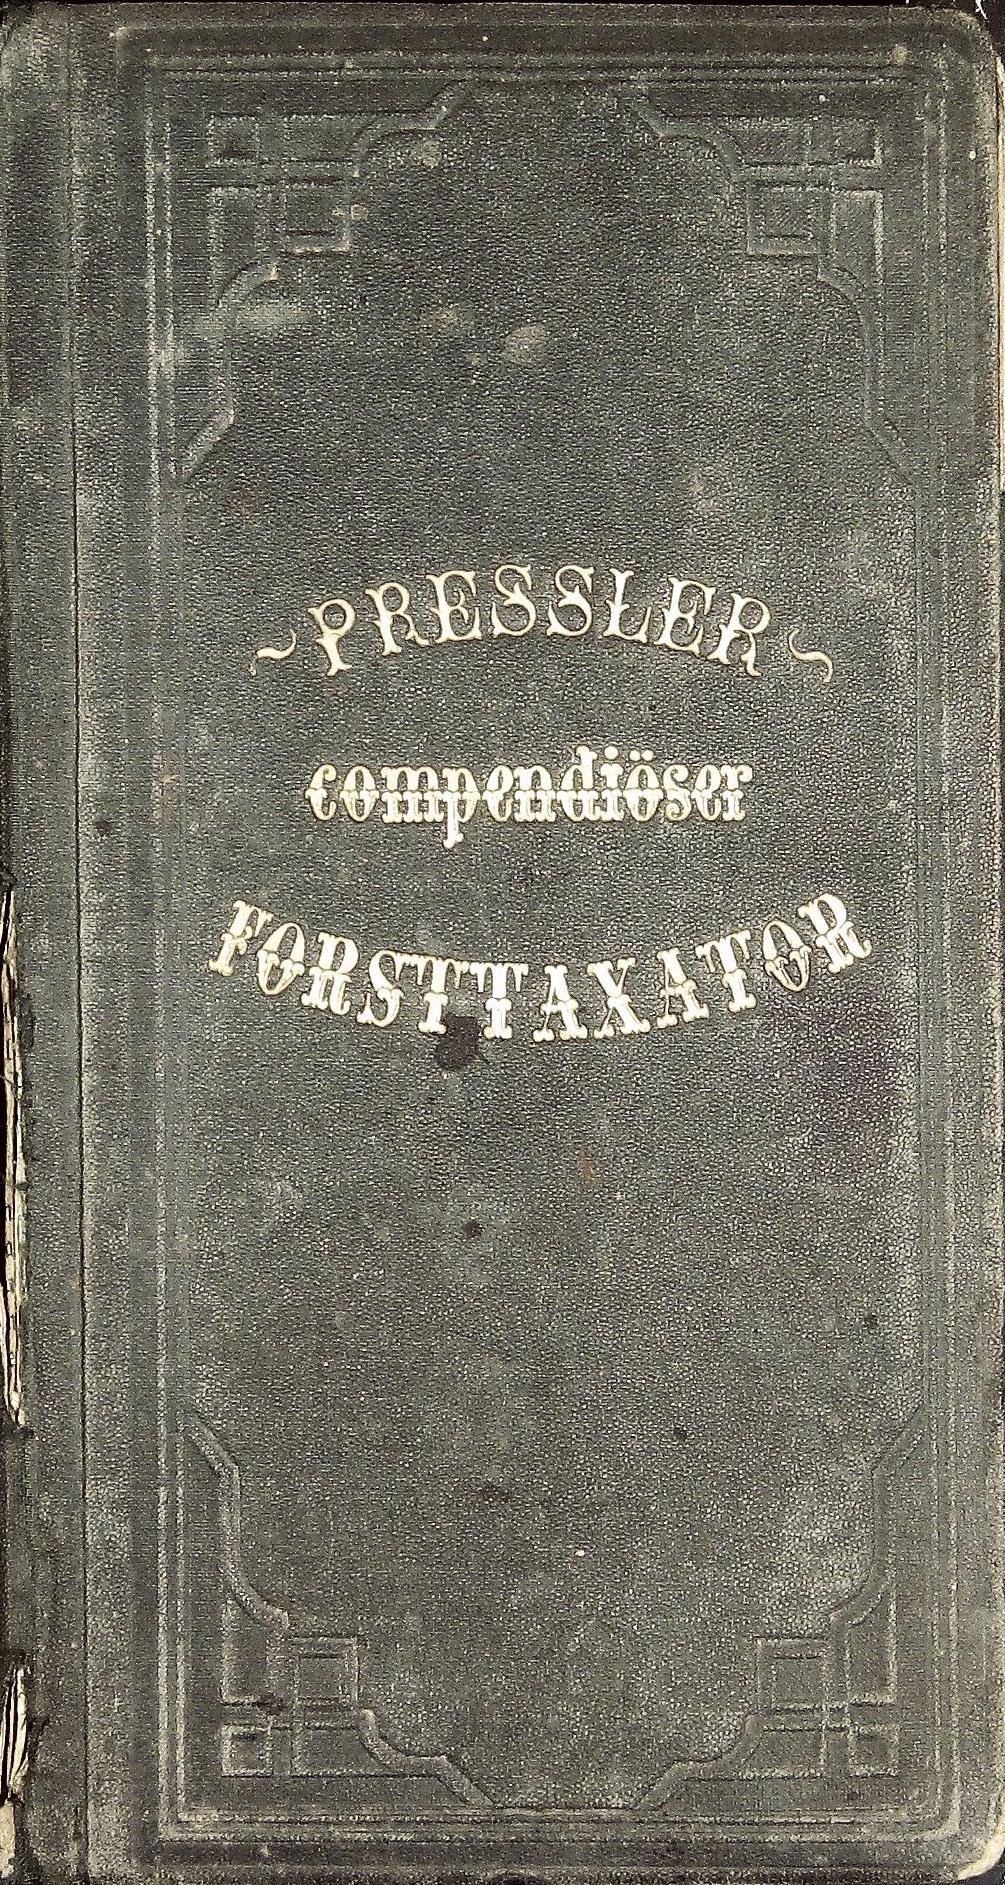 PRESSLER
compendiöser
FORSTTAXATOR